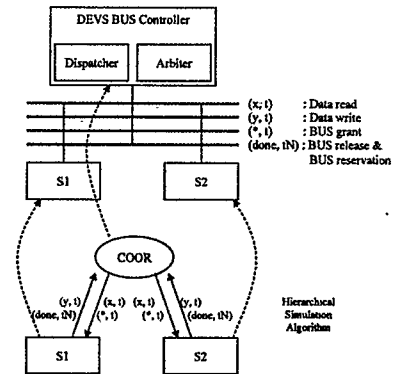 DEVS BUS Controller
Dispatcher
Arbiter
(x, t) : Data read
(y, t) : Data write
(*, t) : BUS grant
(done, tN) : BUS release &
BUS reservation
S1
S2
COOR
(y, t) (x, t) (x, t) (y, t)
(done, tN) (*, t) (*, t) (done, tN)
Hierarchical
Simulation
Algorithm
S1
S2